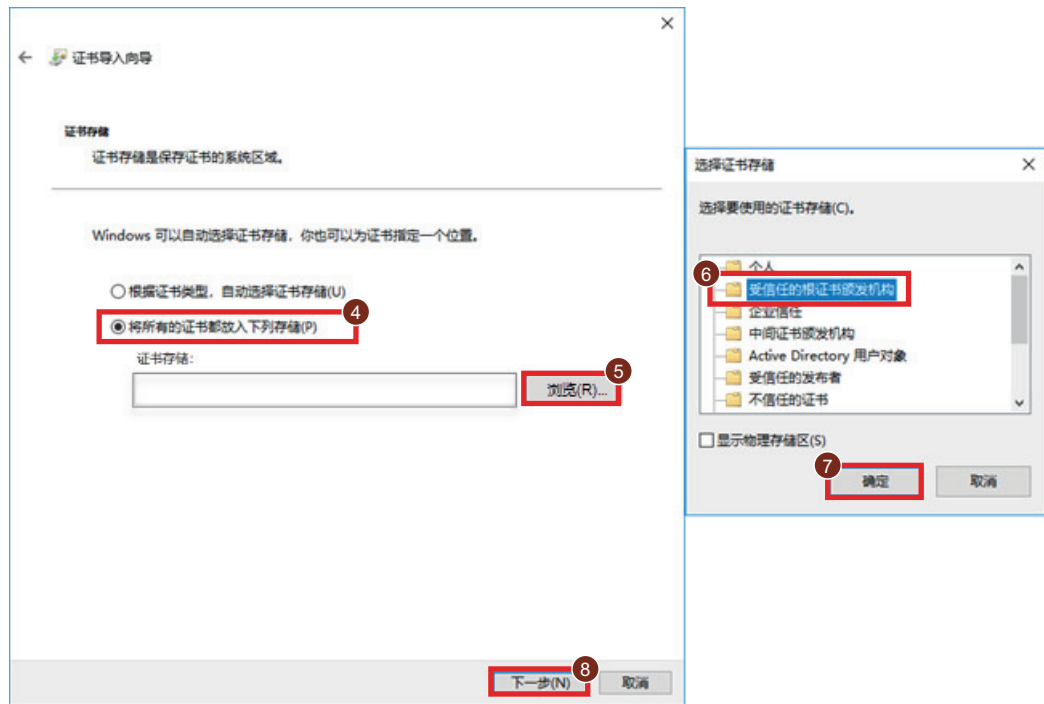 证书导入向导
证书存储
证书存储是保存证书的系统区域。
Windows 可以自动选择证书存储，你也可以为证书指定一个位置。
根据证书类型，自动选择证书存储(U)
4
将所有的证书都放入下列存储(P)
证书存储:
5
浏览(R)...
8
下一步(N)
取消
选择证书存储
选择要使用的证书存储(C)。
个人
6
受信任的根证书颁发机构
企业信任
中间证书颁发机构
Active Directory 用户对象
受信任的发布者
不信任的证书
显示物理存储区(S)
7
确定
取消